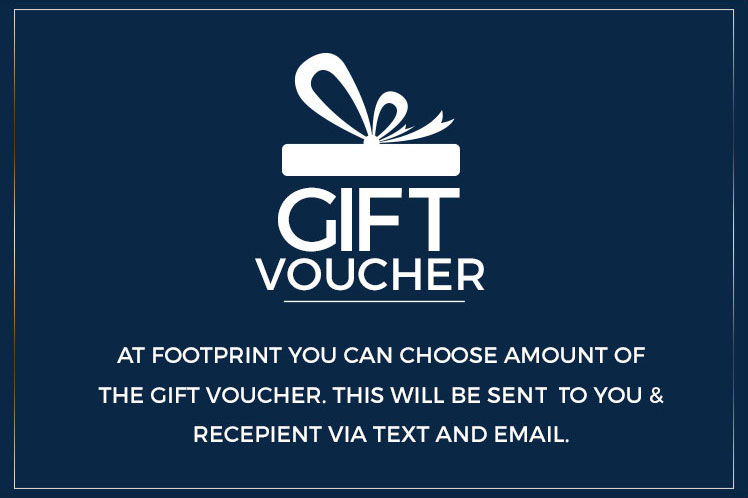 GIFT
VOUCHER
AT FOOTPRINT YOU CAN CHOOSE AMOUNT OF
THE GIFT VOUCHER. THIS WILL BE SENT TO YOU &
RECEPIENT VIA TEXT AND EMAIL.